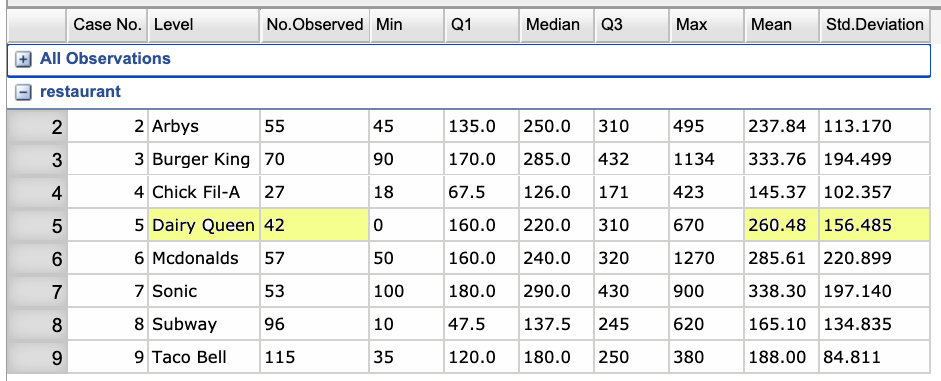 Case No. Level No.Observed Min Q1 Median Q3 Max Mean Std.Deviation
All Observations
restaurant
2 2 Arbys 55 45 135.0 250.0 310 495 237.84 113.170
3 3 Burger King 70 90 170.0 285.0 432 1134 333.76 194.499
4 4 Chick Fil-A 27 18 67.5 126.0 171 423 145.37 102.357
5 5 Dairy Queen 42 0 160.0 220.0 310 670 260.48 156.485
6 6 Mcdonalds 57 50 160.0 240.0 320 1270 285.61 220.899
7 7 Sonic 53 100 180.0 290.0 430 900 338.30 197.140
8 8 Subway 96 10 47.5 137.5 245 620 165.10 134.835
9 9 Taco Bell 115 35 120.0 180.0 250 380 188.00 84.811